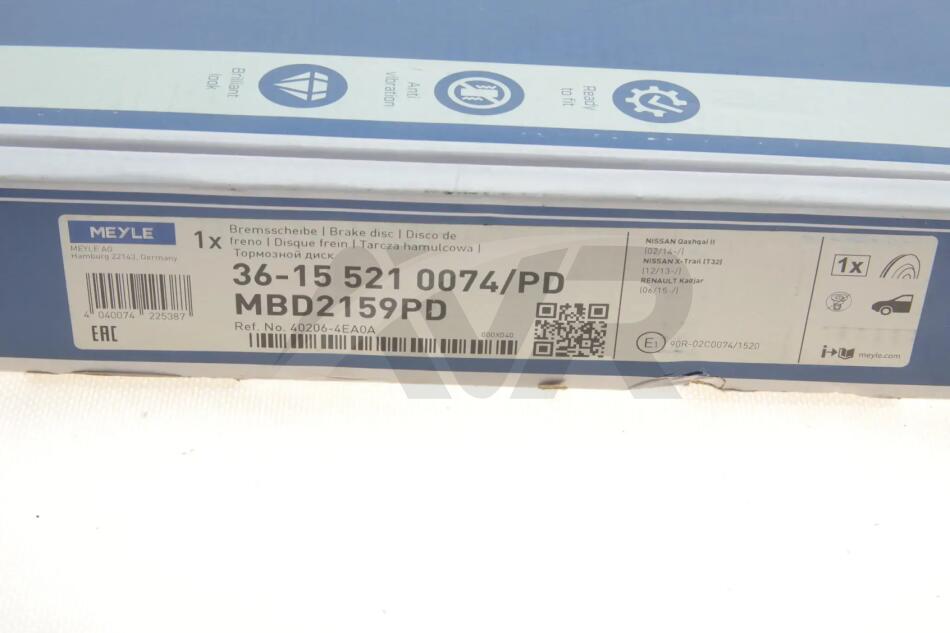 Brilliant
look
Anti
vibration
Ready
to fit
MEYLE
MEYLE AG
Hamburg 22143, Germany
4 040074 225387
EAC
1x
Bremsscheibe | Brake disc | Disco de
freno | Disque frein | Tarcza hamulcowa |
Тормозной диск
36-15 521 0074/PD
MBD2159PD
Ref. No. 40206-4EA0A
000X040
NISSAN Qashqai II
(02/14-/)
NISSAN X-Trail (T32)
(12/13-/)
RENAULT Kadjar
(06/15-/)
E1 90R-02C0074/1520
1x
meyle.com
AVR